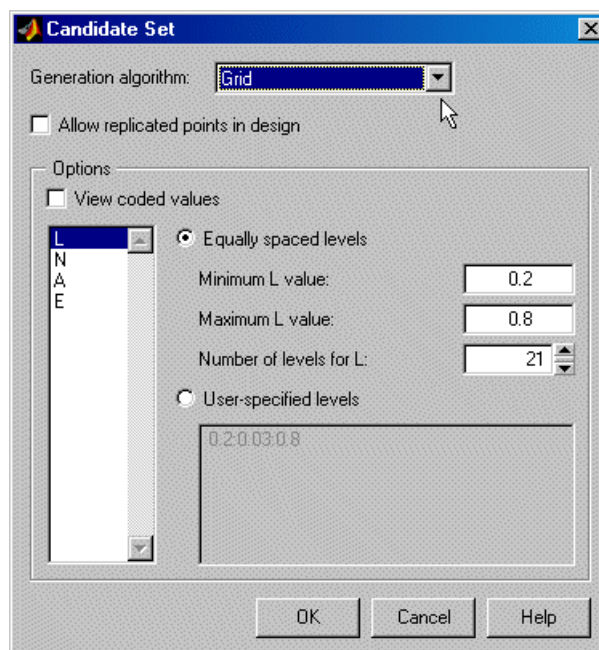 Candidate Set
Generation algorithm: Grid
Allow replicated points in design
Options
View coded values
L
N
A
E
Equally spaced levels
Minimum L value: 0.2
Maximum L value: 0.8
Number of levels for L: 21
User-specified levels
0.2:0.03:0.8
OK Cancel Help